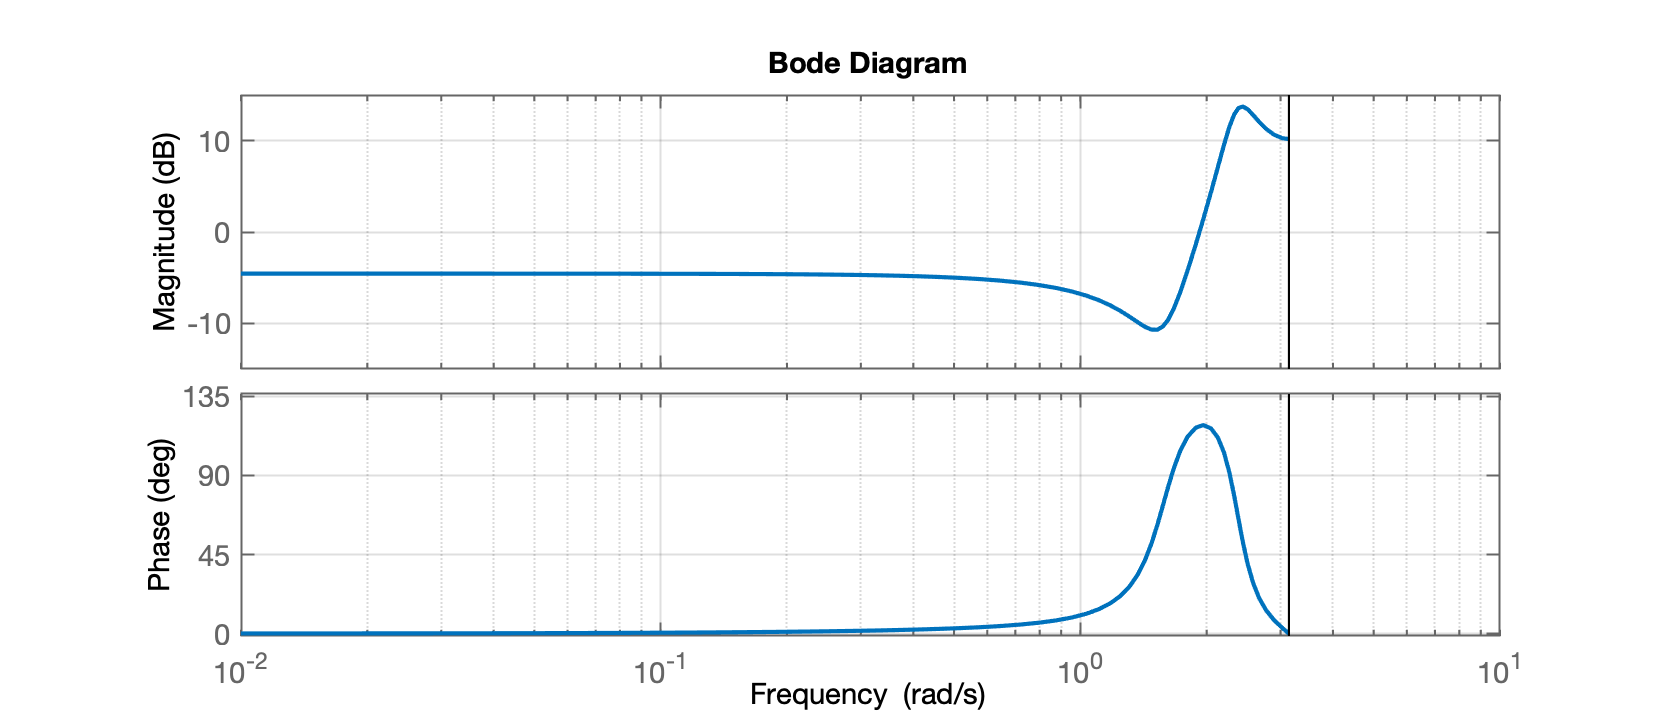 Bode Diagram
Magnitude (dB)
10
0
-10
Phase (deg)
135
90
45
0
10^-2 10^-1 10^0 10^1
Frequency (rad/s)